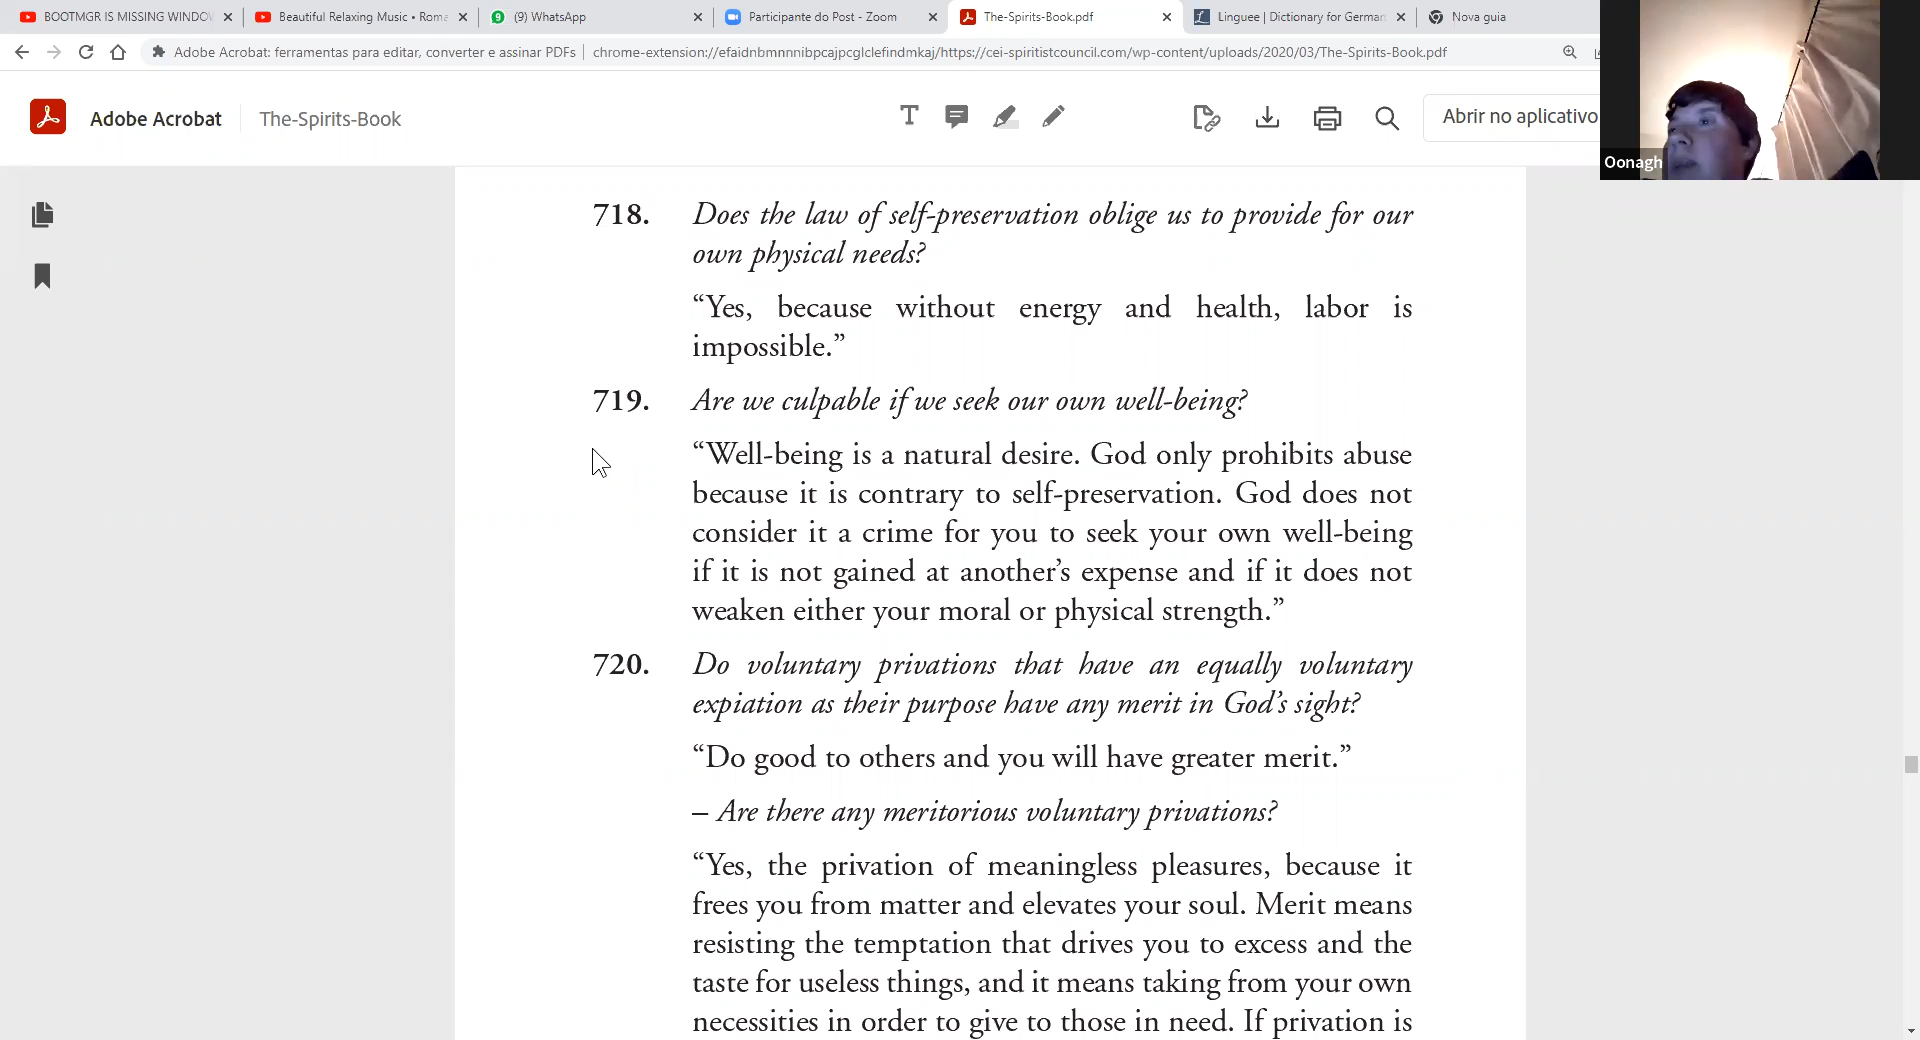 BOOTMGR IS MISSING WINDO
Beautiful Relaxing Music • Roma
(9) WhatsApp
Participante do Post - Zoom
The-Spirits-Book.pdf
Linguee | Dictionary for German
Nova guia
Adobe Acrobat: ferramentas para editar, converter e assinar PDFs
chrome-extension://efaidnbmnnnibpcajpcglclefindmkaj/https://cei-spiritistcouncil.com/wp-content/uploads/2020/03/The-Spirits-Book.pdf
Adobe Acrobat
The-Spirits-Book
Abrir no aplicativo
Oonagh
718. Does the law of self-preservation oblige us to provide for our
own physical needs?
“Yes, because without energy and health, labor is
impossible.”
719. Are we culpable if we seek our own well-being?
“Well-being is a natural desire. God only prohibits abuse
because it is contrary to self-preservation. God does not
consider it a crime for you to seek your own well-being
if it is not gained at another’s expense and if it does not
weaken either your moral or physical strength.”
720. Do voluntary privations that have an equally voluntary
expiation as their purpose have any merit in God’s sight?
“Do good to others and you will have greater merit.”
– Are there any meritorious voluntary privations?
“Yes, the privation of meaningless pleasures, because it
frees you from matter and elevates your soul. Merit means
resisting the temptation that drives you to excess and the
taste for useless things, and it means taking from your own
necessities in order to give to those in need. If privation is